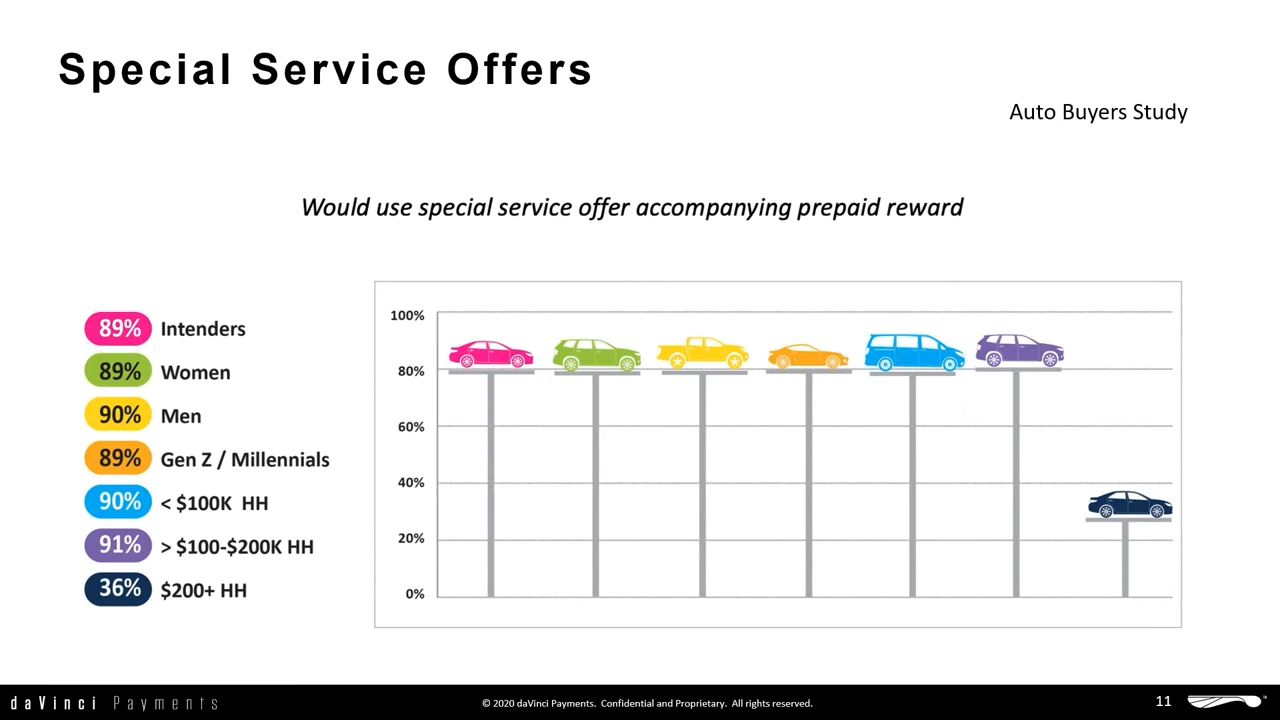 Special Service Offers
Auto Buyers Study
Would use special service offer accompanying prepaid reward
89% Intenders
89% Women
90% Men
89% Gen Z / Millennials
90% < $100K HH
91% > $100-$200K HH
36% $200+ HH
100%
80%
60%
40%
20%
0%
daVinci Payments
© 2020 daVinci Payments. Confidential and Proprietary. All rights reserved.
11
™